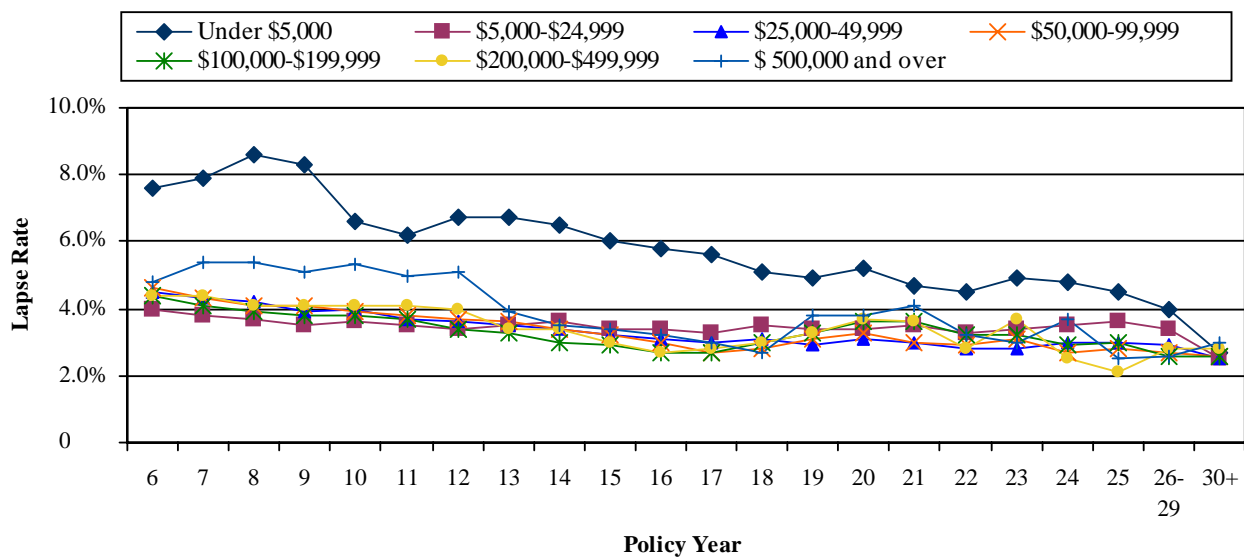 Under $5,000
$5,000-$24,999
$25,000-49,999
$50,000-99,999
$100,000-$199,999
$200,000-$499,999
$ 500,000 and over
10.0%
8.0%
6.0%
4.0%
2.0%
0
Lapse Rate
6 7 8 9 10 11 12 13 14 15 16 17 18 19 20 21 22 23 24 25 26- 30+
29
Policy Year